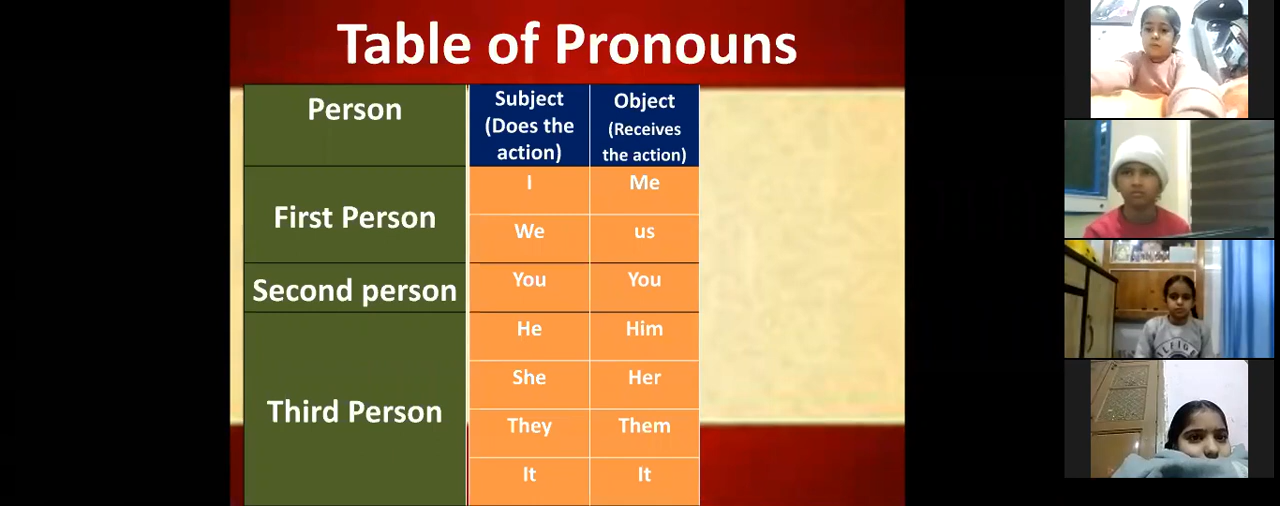 Table of Pronouns
Person
Subject
(Does the
action)
Object
(Receives
the action)
First Person
I
Me
We
us
Second person
You
You
Third Person
He
Him
She
Her
They
Them
It
It